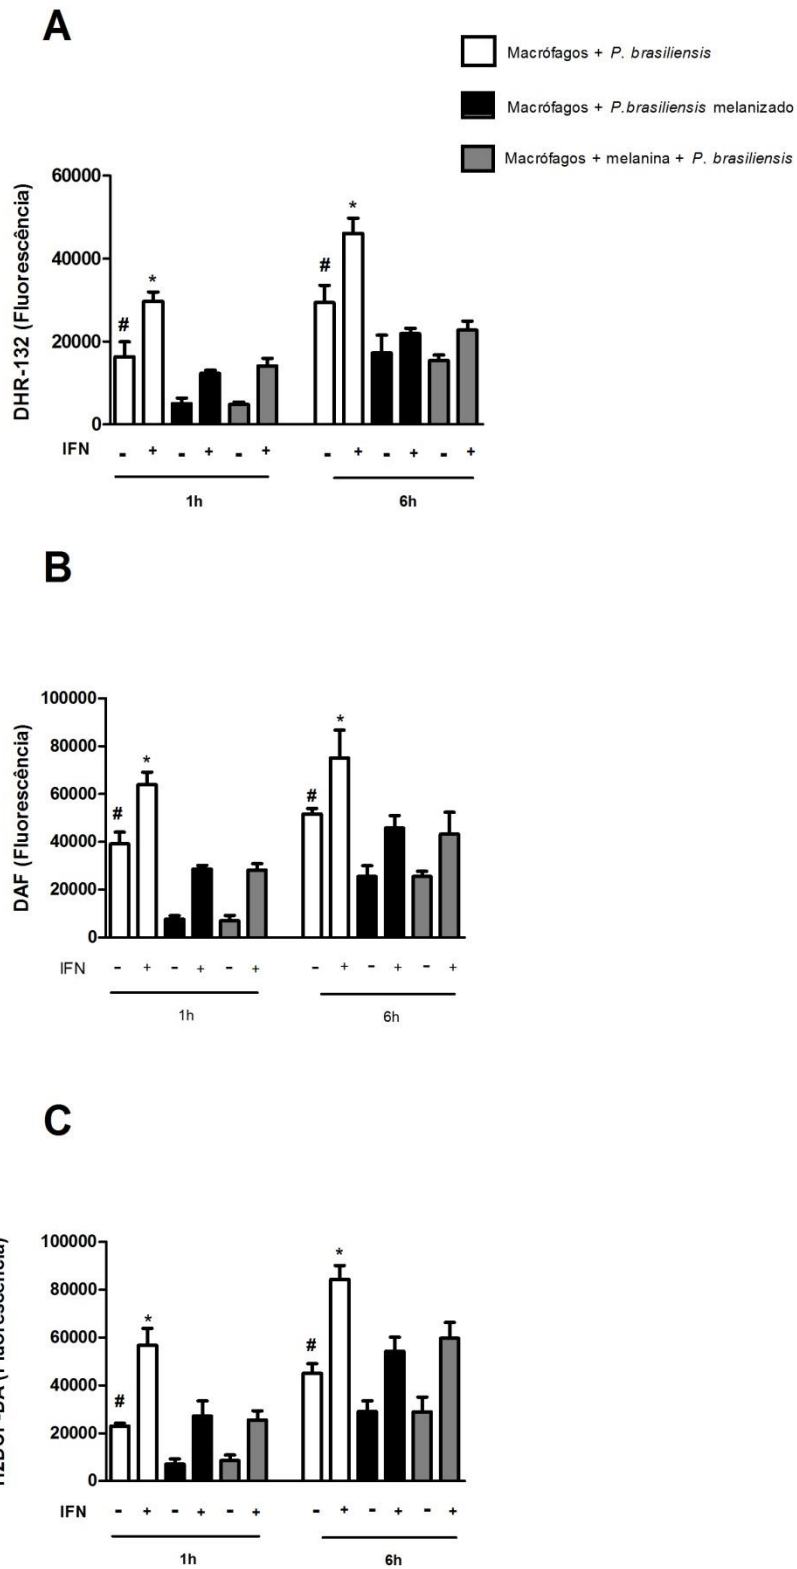 A
Macrófagos + P. brasiliensis
Macrófagos + P.brasiliensis melanizado
Macrófagos + melanina + P. brasiliensis
DHR-132 (Fluorescência)
60000
40000
20000
0
# * # *
IFN - + - + - + - + - + - +
1h 6h
B
DAF (Fluorescência)
100000
80000
60000
40000
20000
0
# * # *
IFN - + - + - + - + - + - +
1h 6h
C
100000
80000
60000
40000
20000
0
# * # *
IFN - + - + - + - + - + - +
1h 6h